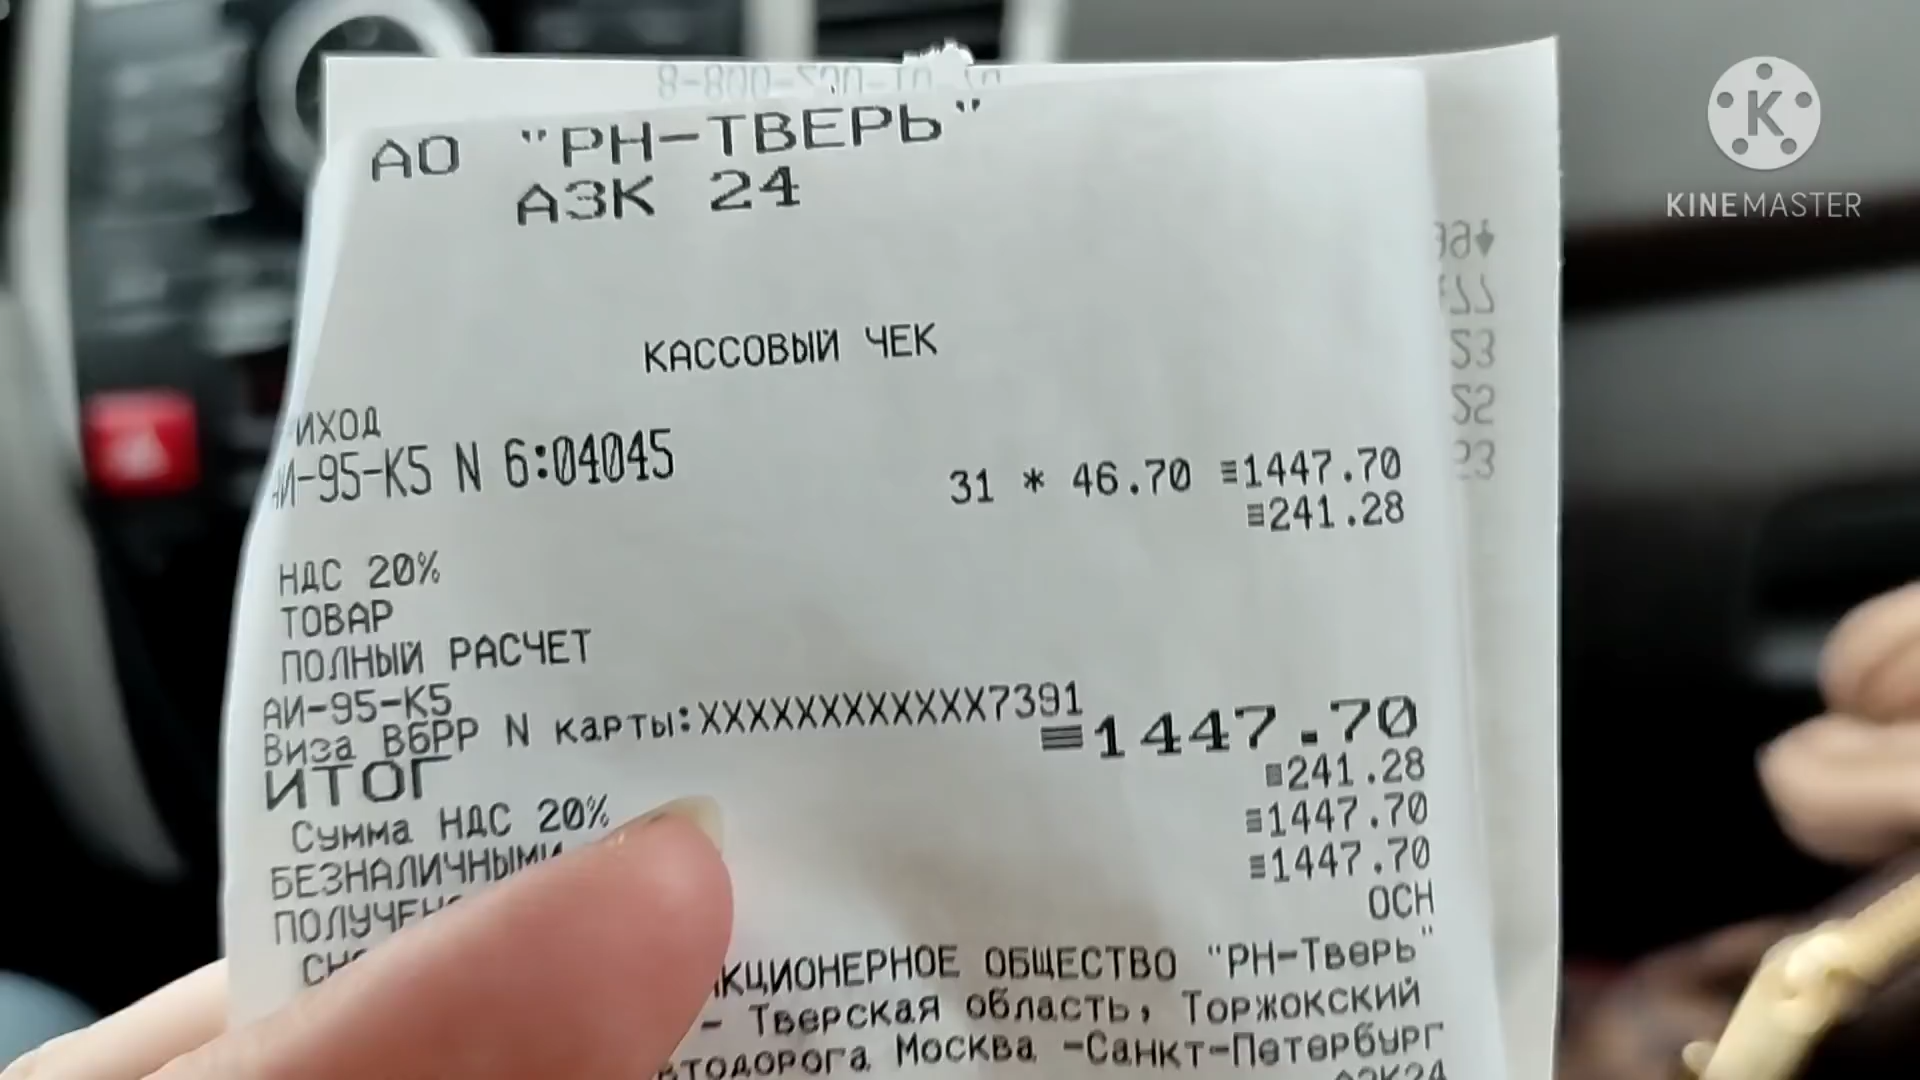 АО "РН-ТВЕРЬ"
АЗК 24
KINEMASTER
КАССОВЫЙ ЧЕК
ИХОД
АИ-95-К5 N 6:04045
31 * 46.70 ≡1447.70
≡241.28
НДС 20%
ТОВАР
ПОЛНЫЙ РАСЧЕТ
АИ-95-К5
Виза ВБРР N карты:XXXXXXXXXXXX7391
ИТОГ ≡1447.70
Сумма НДС 20% ≡241.28
БЕЗНАЛИЧНЫМИ ≡1447.70
≡1447.70
ОСН
КЦИОНЕРНОЕ ОБЩЕСТВО "РН-Тверь"
- Тверская область, Торжокский
втодорога Москва -Санкт-Петербург
АЗК24